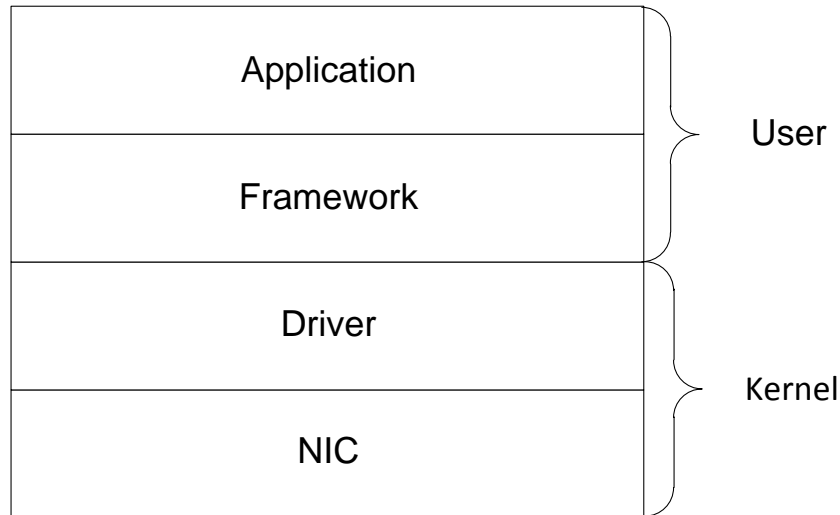 Application
User
Framework
Driver
Kernel
NIC